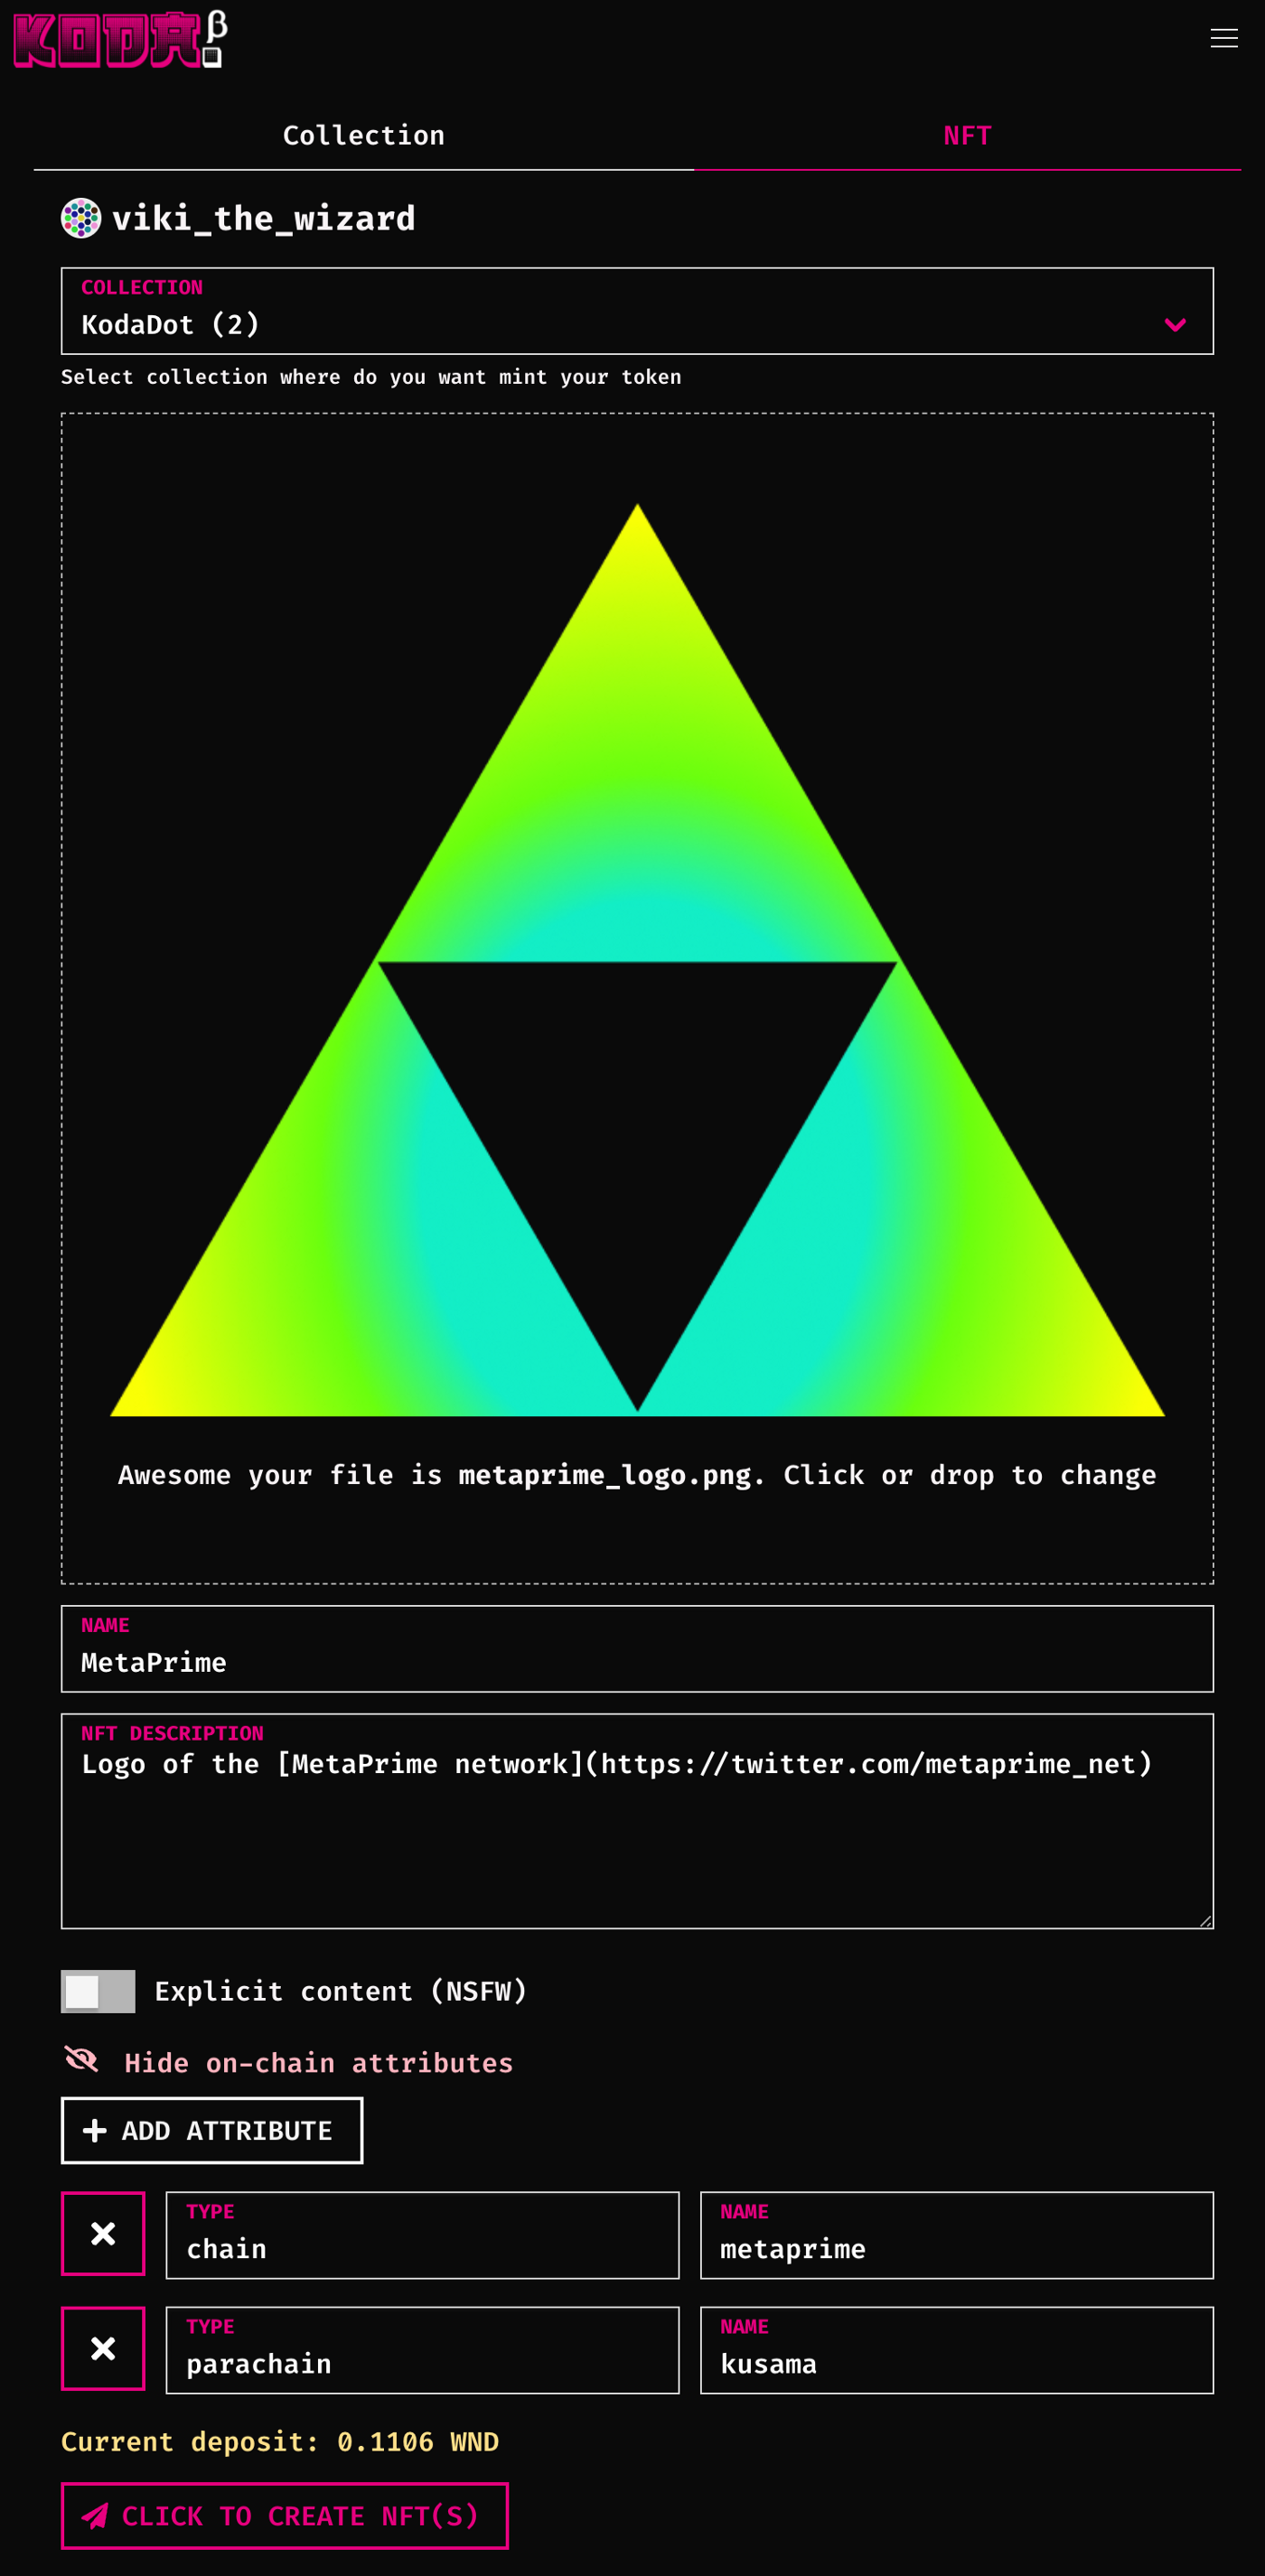 KODA
β
Collection
NFT
viki_the_wizard
COLLECTION
KodaDot (2)
Select collection where do you want mint your token
Awesome your file is metaprime_logo.png. Click or drop to change
NAME
MetaPrime
NFT DESCRIPTION
Logo of the [MetaPrime network](https://twitter.com/metaprime_net)
Explicit content (NSFW)
Hide on-chain attributes
ADD ATTRIBUTE
TYPE
chain
NAME
metaprime
TYPE
parachain
NAME
kusama
Current deposit: 0.1106 WND
CLICK TO CREATE NFT(S)